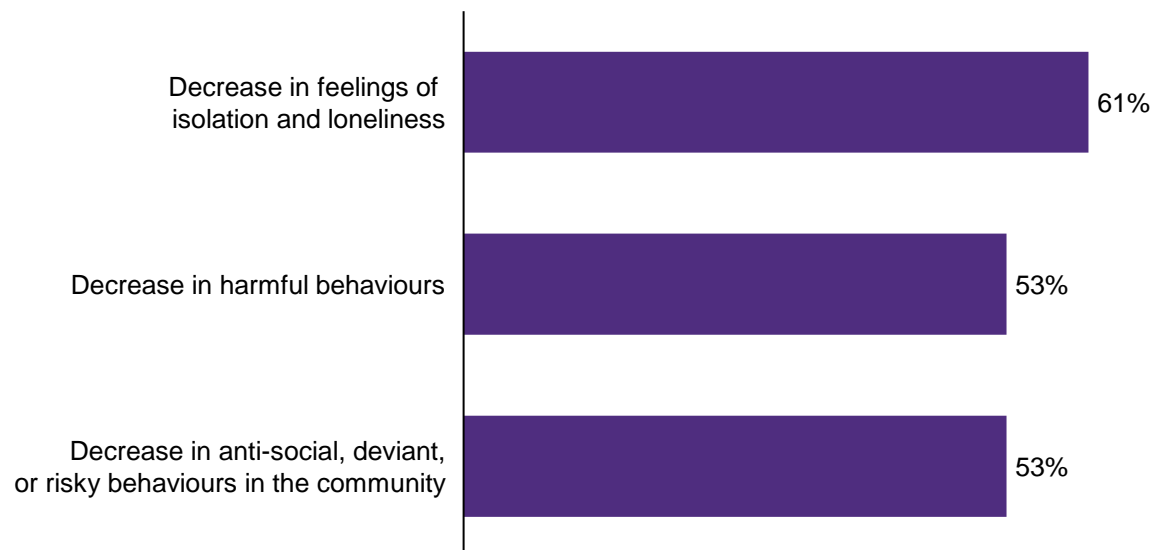 Decrease in feelings of
isolation and loneliness
61%
Decrease in harmful behaviours
53%
Decrease in anti-social, deviant,
or risky behaviours in the community
53%